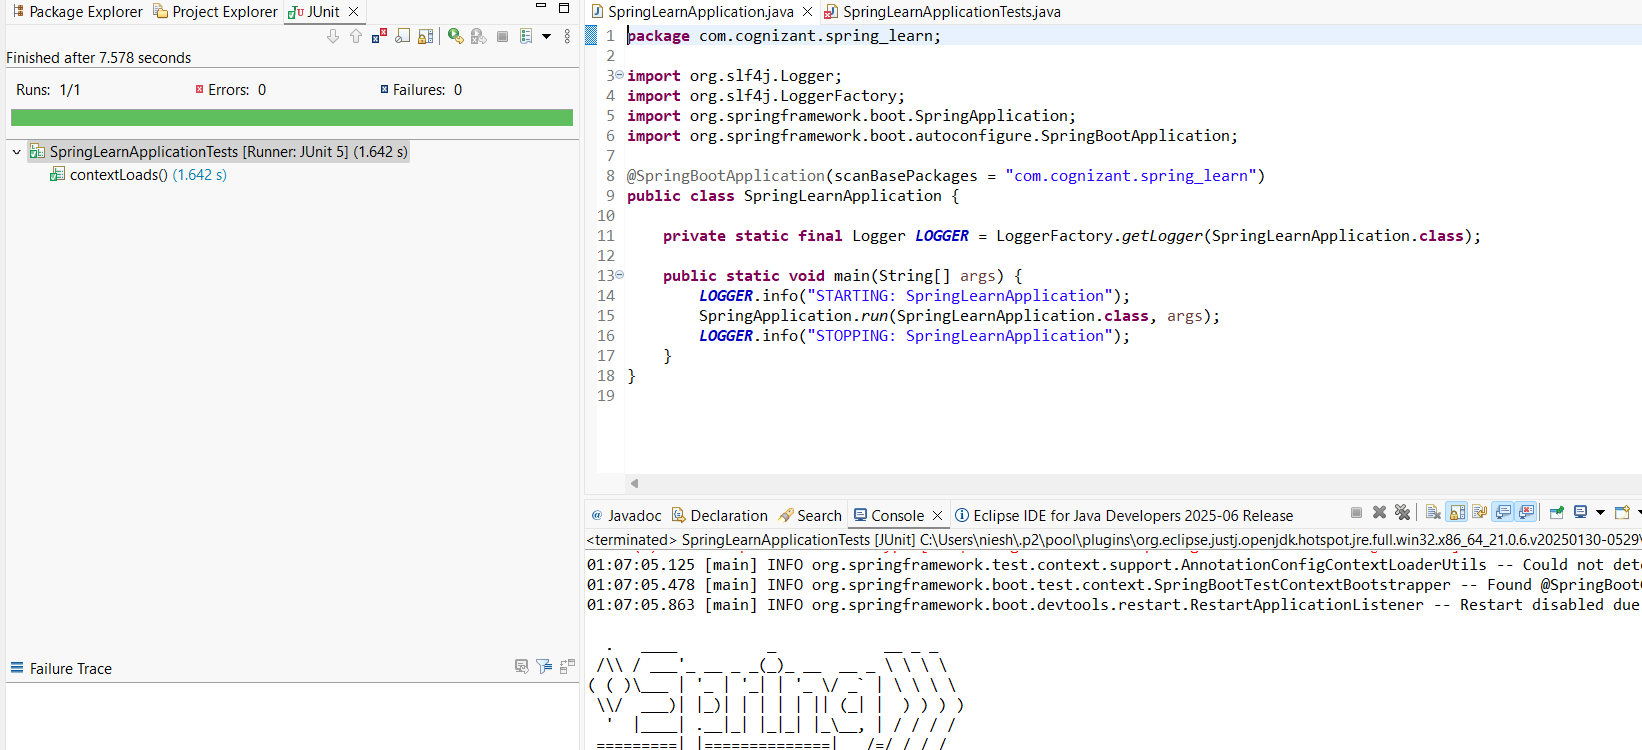 Package Explorer Project Explorer JUnit
Finished after 7.578 seconds
Runs: 1/1 Errors: 0 Failures: 0
SpringLearnApplicationTests [Runner: JUnit 5] (1.642 s)
contextLoads() (1.642 s)
Failure Trace
SpringLearnApplication.java SpringLearnApplicationTests.java
1 package com.cognizant.spring_learn;
2
3 import org.slf4j.Logger;
4 import org.slf4j.LoggerFactory;
5 import org.springframework.boot.SpringApplication;
6 import org.springframework.boot.autoconfigure.SpringBootApplication;
7
8 @SpringBootApplication(scanBasePackages = "com.cognizant.spring_learn")
9 public class SpringLearnApplication {
10
11 private static final Logger LOGGER = LoggerFactory.getLogger(SpringLearnApplication.class);
12
13 public static void main(String[] args) {
14 LOGGER.info("STARTING: SpringLearnApplication");
15 SpringApplication.run(SpringLearnApplication.class, args);
16 LOGGER.info("STOPPING: SpringLearnApplication");
17 }
18 }
19
Javadoc Declaration Search Console Eclipse IDE for Java Developers 2025-06 Release
<terminated> SpringLearnApplicationTests [JUnit] C:\Users\niesh\.p2\pool\plugins\org.eclipse.justj.openjdk.hotspot.jre.full.win32.x86_64_21.0.6.v20250130-0529\
01:07:05.125 [main] INFO org.springframework.test.context.support.AnnotationConfigContextLoaderUtils -- Could not det
01:07:05.478 [main] INFO org.springframework.boot.test.context.SpringBootTestContextBootstrapper -- Found @SpringBoot
01:07:05.863 [main] INFO org.springframework.boot.devtools.restart.RestartApplicationListener -- Restart disabled due